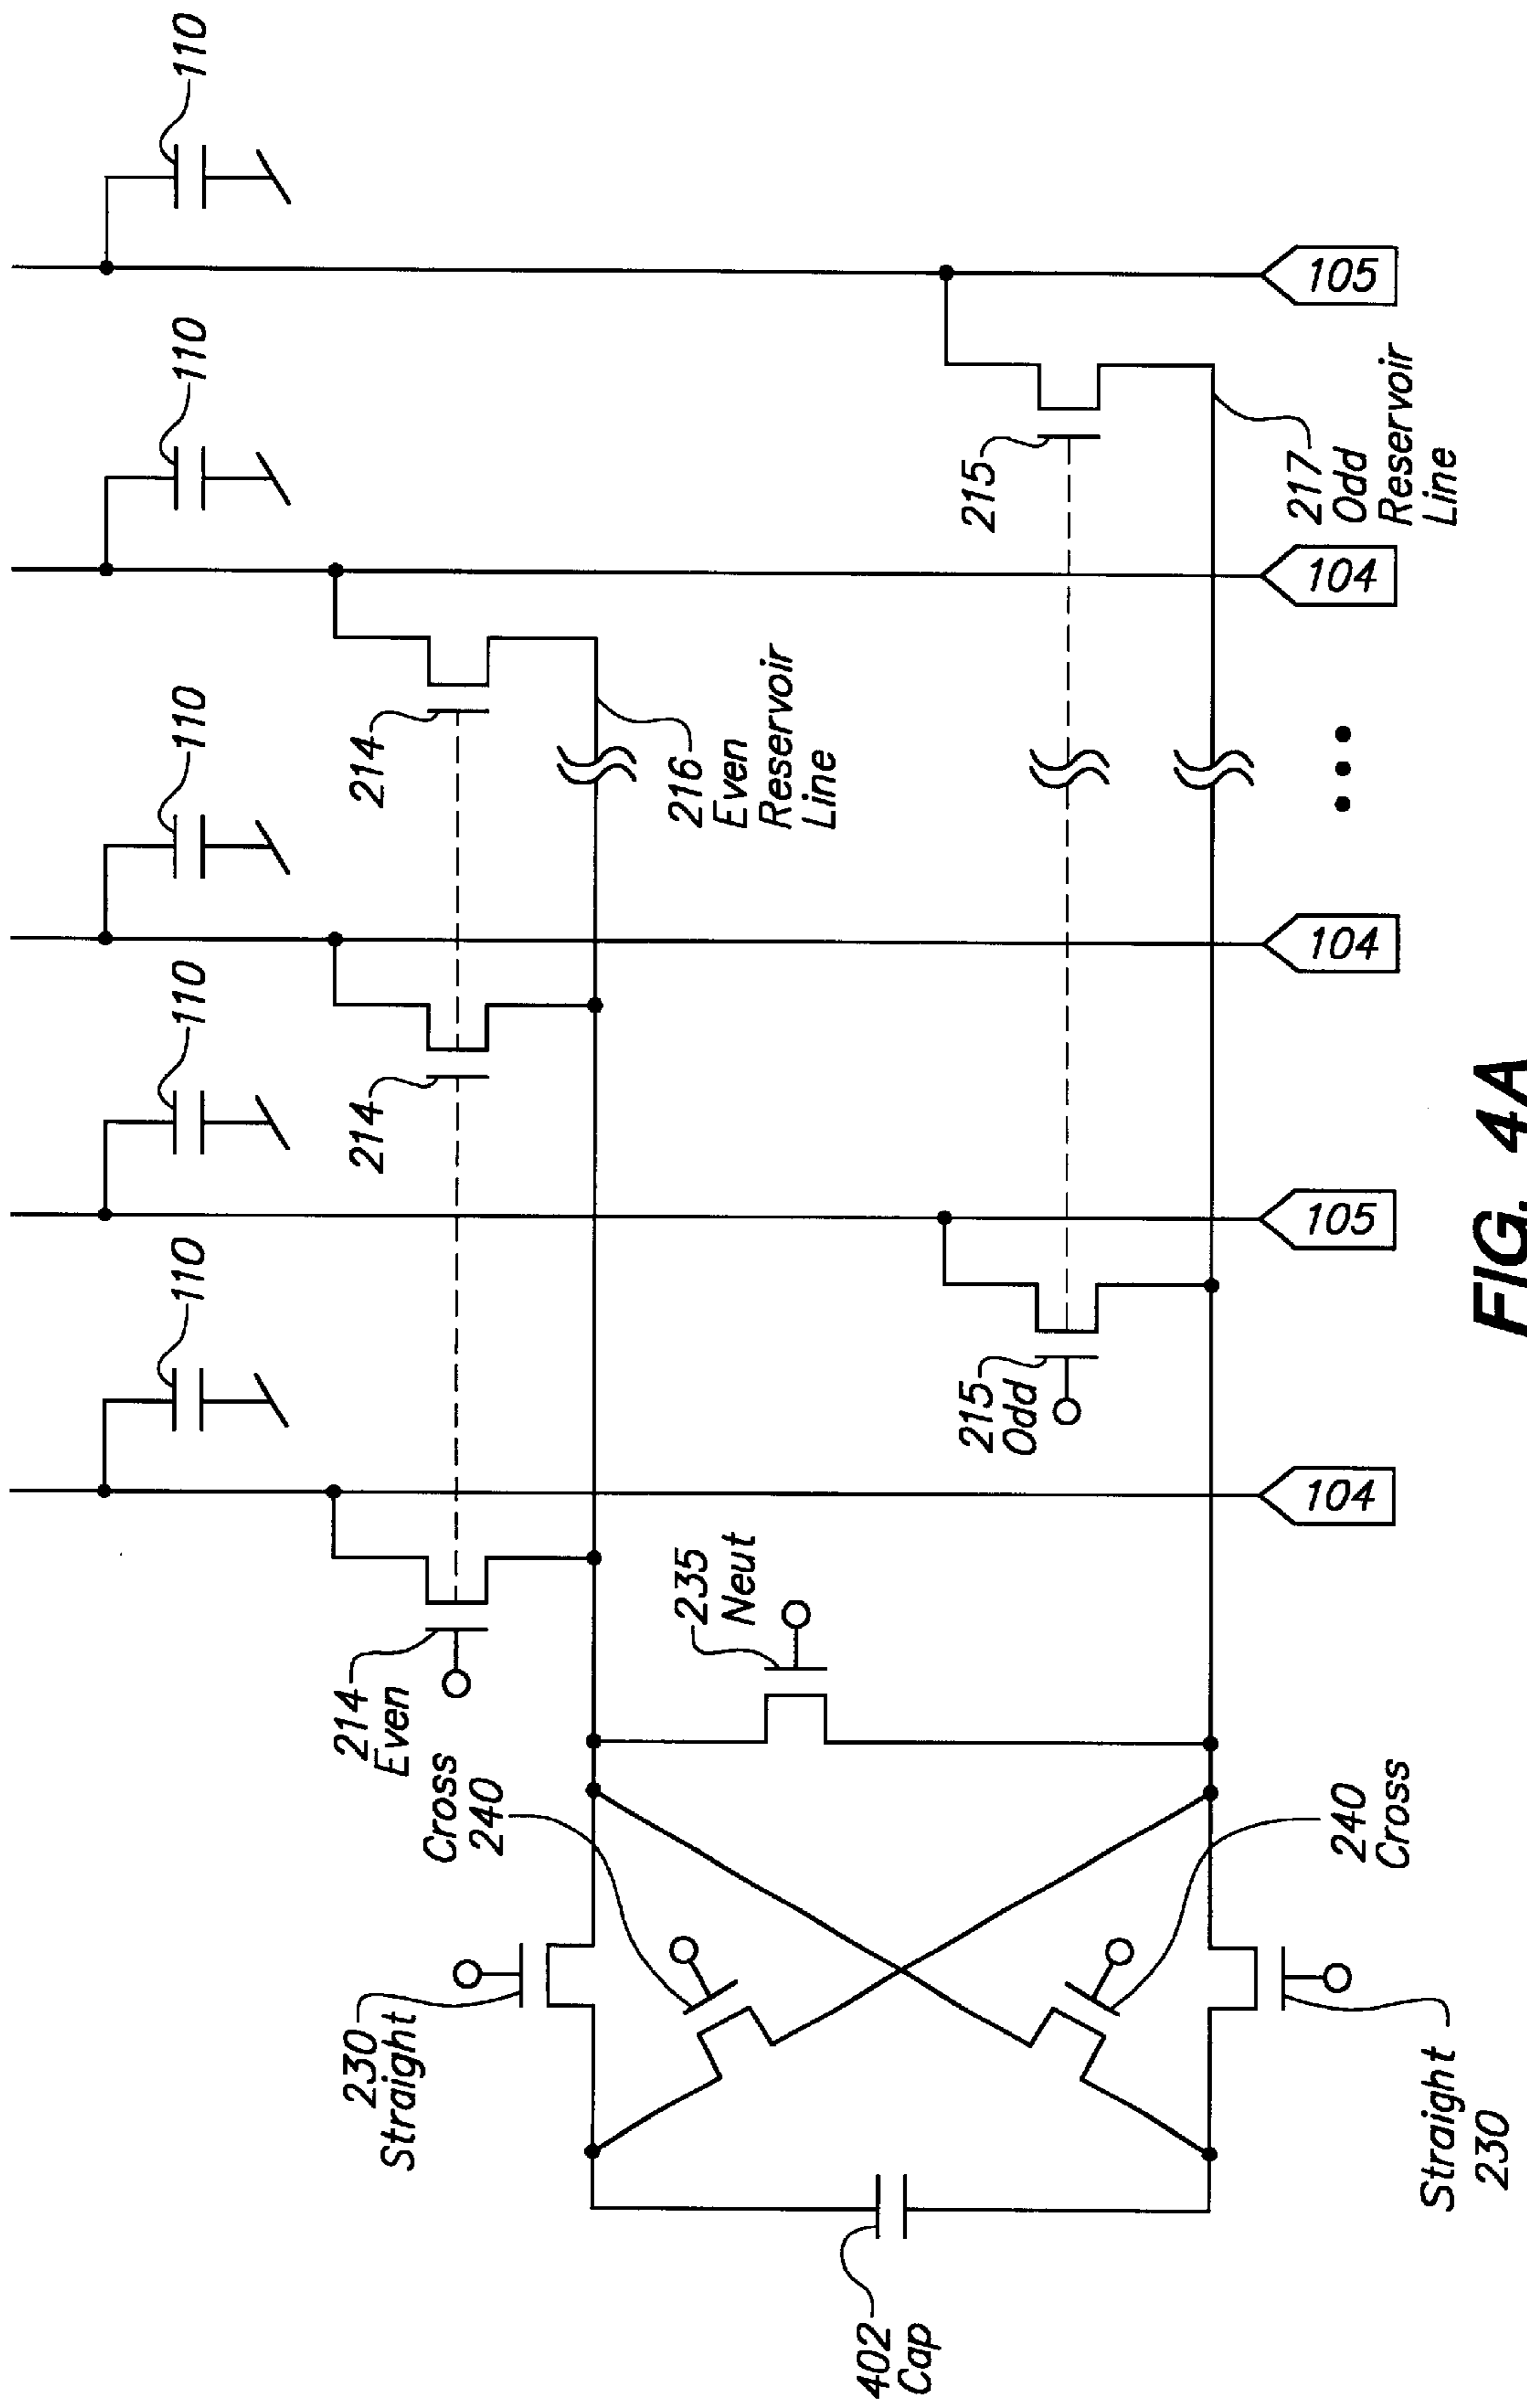 110
110
110
110
110
214
Even
214
214
Cross
240
230
Straight
235
Neut
216
Even
Reservoir
Line
402
Cap
215
Odd
215
240
Cross
Straight
230
217
Odd
Reservoir
Line
104
105
104
104
105
FIG. 4A